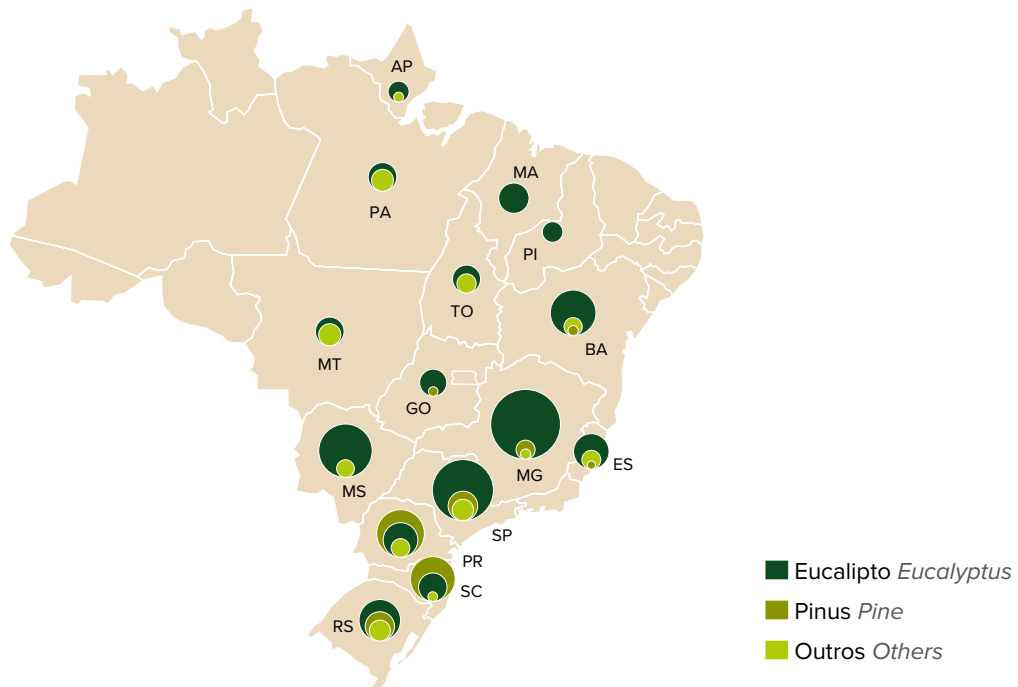 AP
MA
PA
PI
TO
BA
MT
GO
MG
ES
MS
SP
PR
SC
RS
Eucalipto Eucalyptus
Pinus Pine
Outros Others